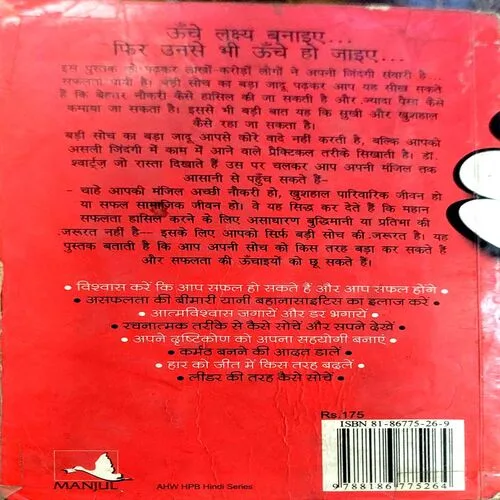 ऊँचे लक्ष्य बनाइए...
फिर उनसे भी ऊँचे हो जाइए...
इस पुस्तक को पढ़कर लाखों-करोड़ों लोगों ने अपनी जिंदगी संवारी है...
सफलता पायी है। बड़ी सोच का बड़ा जादू पढ़कर आप यह सीख सकते
हैं कि बेहतर नौकरी कैसे हासिल की जा सकती है और ज्यादा पैसा कैसे
कमाया जा सकता है। इससे भी बड़ी बात यह कि सुखी और खुशहाल
कैसे रहा जा सकता है।
बड़ी सोच का बड़ा जादू आपसे कोरे वादे नहीं करती है, बल्कि आपको
असली जिंदगी में काम में आने वाले प्रैक्टिकल तरीके सिखाती है। डॉ.
श्वार्ट्ज़ जो रास्ता दिखाते हैं उस पर चलकर आप अपनी मंजिल तक
आसानी से पहुँच सकते हैं–
- चाहे आपकी मंजिल अच्छी नौकरी हो, खुशहाल पारिवारिक जीवन हो
या सफल सामाजिक जीवन हो। वे यह सिद्ध कर देते हैं कि महान
सफलता हासिल करने के लिए असाधारण बुद्धिमानी या प्रतिभा की
जरूरत नहीं है— इसके लिए आपको सिर्फ़ बड़ी सोच की जरूरत है। यह
पुस्तक बताती है कि आप अपनी सोच को किस तरह बड़ा कर सकते हैं
और सफलता की ऊँचाइयों को छू सकते हैं।
• विश्वास करें कि आप सफल हो सकते हैं और आप सफल होंगे •
• असफलता की बीमारी यानी बहानासाइटिस का इलाज करें •
• आत्मविश्वास जगायें और डर भगायें •
• रचनात्मक तरीके से कैसे सोचें और सपने देखें •
• अपने दृष्टिकोण को अपना सहयोगी बनाएं •
• कर्मठ बनने की आदत डालें •
• हार को जीत में किस तरह बदलें •
• लीडर की तरह कैसे सोचें •
Rs.175
ISBN 81-86775-26-9
9 788186 775264
MANJUL
AHW HPB Hindi Series